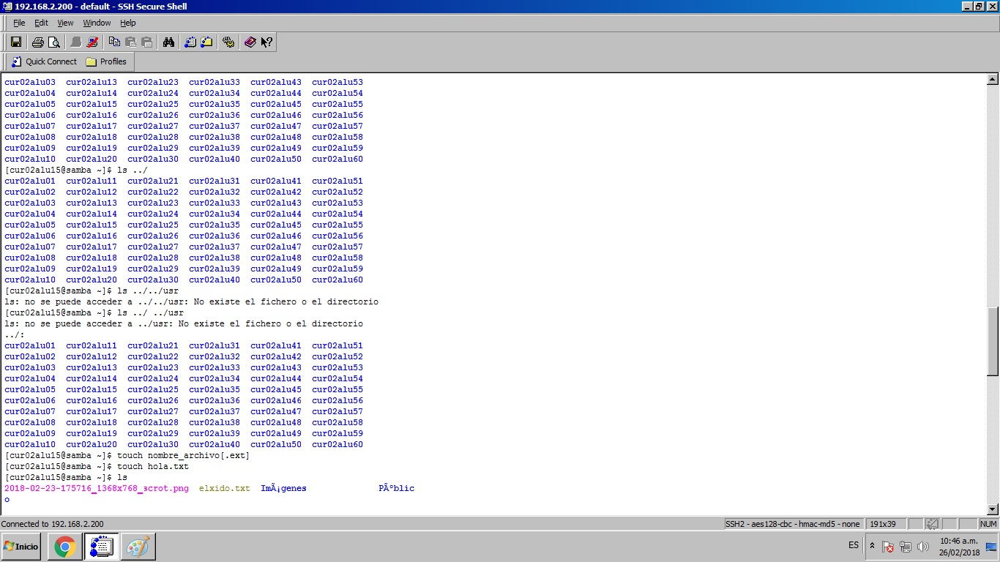 192.168.2.200 - default - SSH Secure Shell
File Edit View Window Help
Quick Connect Profiles
cur02alu03 cur02alu13 cur02alu23 cur02alu33 cur02alu43 cur02alu53
cur02alu04 cur02alu14 cur02alu24 cur02alu34 cur02alu44 cur02alu54
cur02alu05 cur02alu15 cur02alu25 cur02alu35 cur02alu45 cur02alu55
cur02alu06 cur02alu16 cur02alu26 cur02alu36 cur02alu46 cur02alu56
cur02alu07 cur02alu17 cur02alu27 cur02alu37 cur02alu47 cur02alu57
cur02alu08 cur02alu18 cur02alu28 cur02alu38 cur02alu48 cur02alu58
cur02alu09 cur02alu19 cur02alu29 cur02alu39 cur02alu49 cur02alu59
cur02alu10 cur02alu20 cur02alu30 cur02alu40 cur02alu50 cur02alu60
[cur02alu15@samba ~]$ ls ../
cur02alu01 cur02alu11 cur02alu21 cur02alu31 cur02alu41 cur02alu51
cur02alu02 cur02alu12 cur02alu22 cur02alu32 cur02alu42 cur02alu52
cur02alu03 cur02alu13 cur02alu23 cur02alu33 cur02alu43 cur02alu53
cur02alu04 cur02alu14 cur02alu24 cur02alu34 cur02alu44 cur02alu54
cur02alu05 cur02alu15 cur02alu25 cur02alu35 cur02alu45 cur02alu55
cur02alu06 cur02alu16 cur02alu26 cur02alu36 cur02alu46 cur02alu56
cur02alu07 cur02alu17 cur02alu27 cur02alu37 cur02alu47 cur02alu57
cur02alu08 cur02alu18 cur02alu28 cur02alu38 cur02alu48 cur02alu58
cur02alu09 cur02alu19 cur02alu29 cur02alu39 cur02alu49 cur02alu59
cur02alu10 cur02alu20 cur02alu30 cur02alu40 cur02alu50 cur02alu60
[cur02alu15@samba ~]$ ls ../../usr
ls: no se puede acceder a ../../usr: No existe el fichero o el directorio
[cur02alu15@samba ~]$ ls ../ ../usr
ls: no se puede acceder a ../usr: No existe el fichero o el directorio
../:
cur02alu01 cur02alu11 cur02alu21 cur02alu31 cur02alu41 cur02alu51
cur02alu02 cur02alu12 cur02alu22 cur02alu32 cur02alu42 cur02alu52
cur02alu03 cur02alu13 cur02alu23 cur02alu33 cur02alu43 cur02alu53
cur02alu04 cur02alu14 cur02alu24 cur02alu34 cur02alu44 cur02alu54
cur02alu05 cur02alu15 cur02alu25 cur02alu35 cur02alu45 cur02alu55
cur02alu06 cur02alu16 cur02alu26 cur02alu36 cur02alu46 cur02alu56
cur02alu07 cur02alu17 cur02alu27 cur02alu37 cur02alu47 cur02alu57
cur02alu08 cur02alu18 cur02alu28 cur02alu38 cur02alu48 cur02alu58
cur02alu09 cur02alu19 cur02alu29 cur02alu39 cur02alu49 cur02alu59
cur02alu10 cur02alu20 cur02alu30 cur02alu40 cur02alu50 cur02alu60
[cur02alu15@samba ~]$ touch nombre_archivo[.ext]
[cur02alu15@samba ~]$ touch hola.txt
[cur02alu15@samba ~]$ ls
2018-02-23-175716_1368x768_scrot.png elxido.txt ImÃ¡genes PÃºblic
o
Connected to 192.168.2.200 SSH2 - aes128-cbc - hmac-md5 - none 191x39 NUM
Inicio ES 10:46 a.m.
26/02/2018